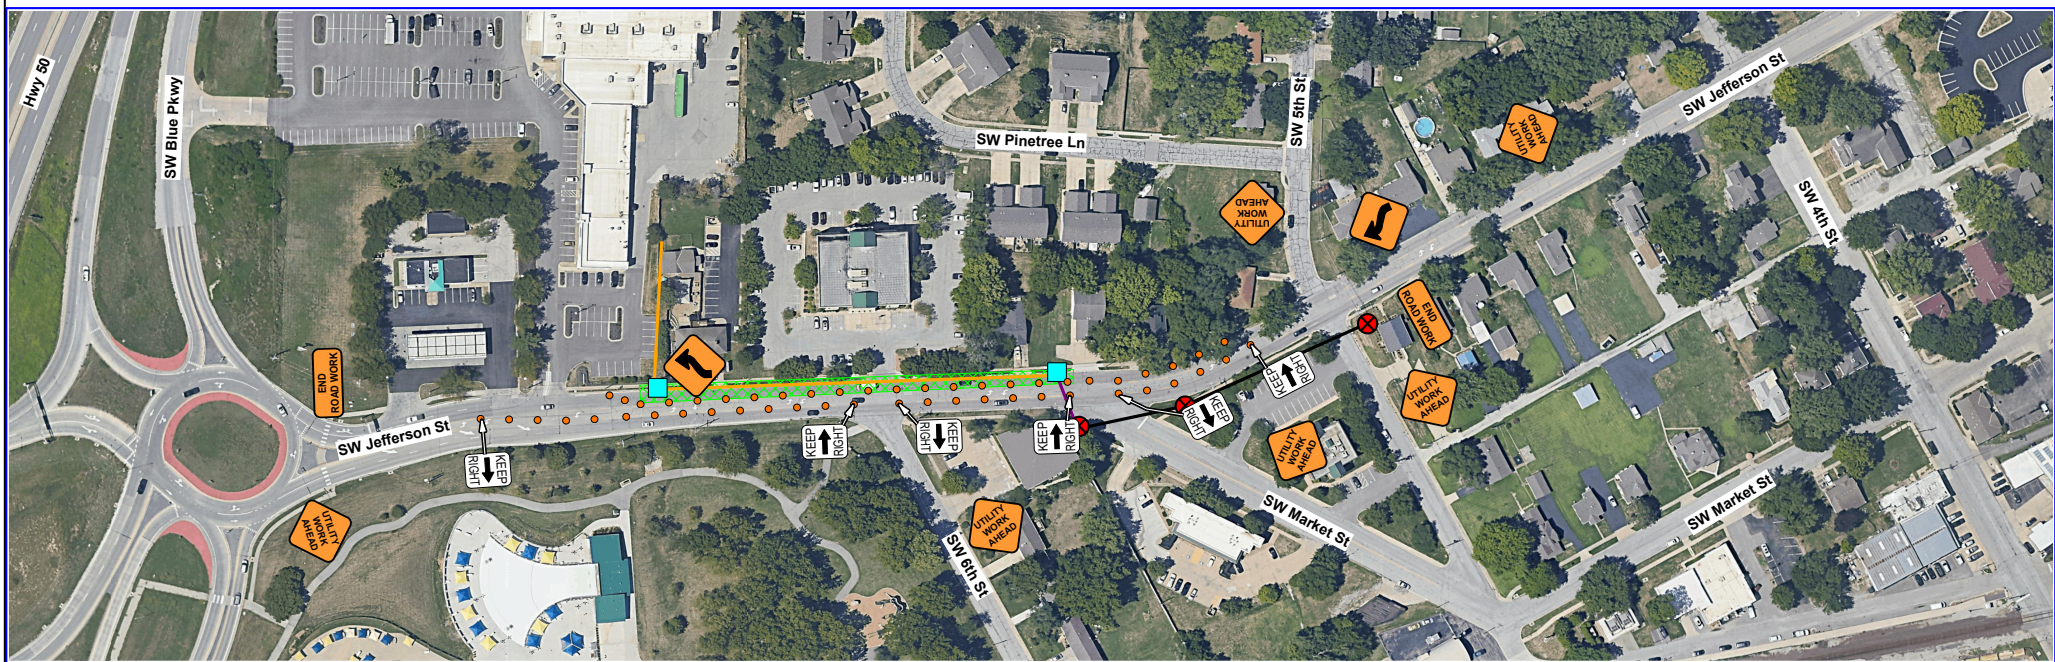 Hwy 50
SW Blue Pkwy
SW Pinetree Ln
SW 5th St
UTILITY
WORK
AHEAD
UTILITY
WORK
AHEAD
SW Jefferson St
SW 4th St
END
ROAD WORK
END
ROAD WORK
UTILITY
WORK
AHEAD
KEEP
RIGHT
KEEP
RIGHT
KEEP
RIGHT
KEEP
RIGHT
KEEP
RIGHT
KEEP
RIGHT
SW Jefferson St
UTILITY
WORK
AHEAD
UTILITY
WORK
AHEAD
UTILITY
WORK
AHEAD
SW 6th St
SW Market St
SW Market St